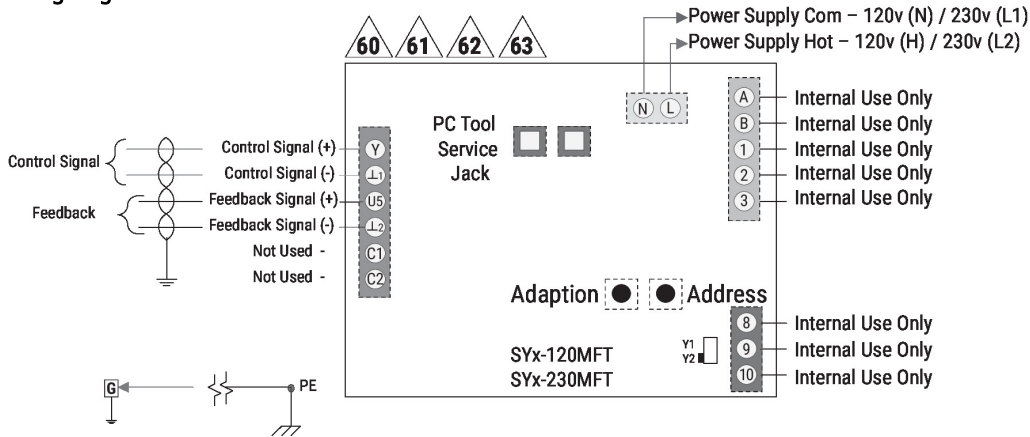 Power Supply Com – 120v (N) / 230v (L1)
Power Supply Hot – 120v (H) / 230v (L2)
60 61 62 63
N L
PC Tool
Service
Jack
A Internal Use Only
B Internal Use Only
1 Internal Use Only
2 Internal Use Only
3 Internal Use Only
Control Signal
Feedback
Control Signal (+) Y
Control Signal (-) ⊥1
Feedback Signal (+) U5
Feedback Signal (-) ⊥2
Not Used - C1
Not Used - C2
Adaption Address
8 Internal Use Only
9 Internal Use Only
10 Internal Use Only
Y1
Y2
SYx-120MFT
SYx-230MFT
G PE